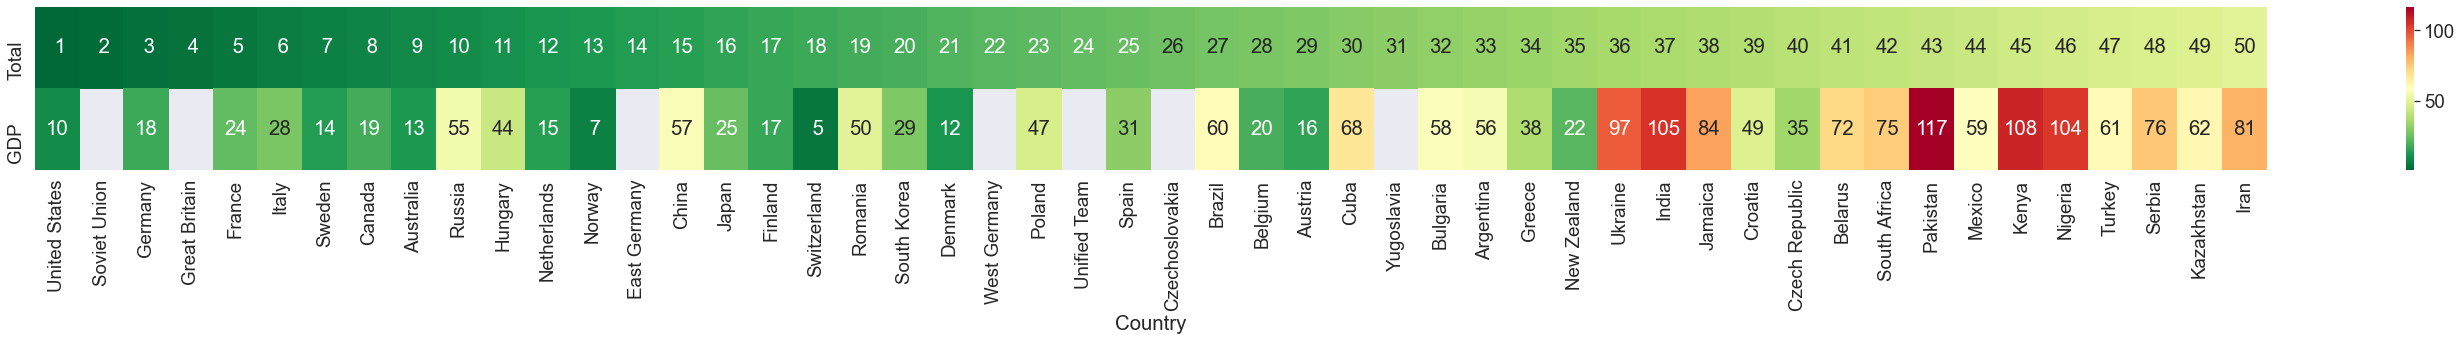 Total 1 2 3 4 5 6 7 8 9 10 11 12 13 14 15 16 17 18 19 20 21 22 23 24 25 26 27 28 29 30 31 32 33 34 35 36 37 38 39 40 41 42 43 44 45 46 47 48 49 50
GDP 10 18 24 28 14 19 13 55 44 15 7 57 25 17 5 50 29 12 47 31 60 20 16 68 58 56 38 22 97 105 84 49 35 72 75 117 59 108 104 61 76 62 81
United States
Soviet Union
Germany
Great Britain
France
Italy
Sweden
Canada
Australia
Russia
Hungary
Netherlands
Norway
East Germany
China
Japan
Finland
Switzerland
Romania
South Korea
Denmark
West Germany
Poland
Unified Team
Spain
Czechoslovakia
Brazil
Belgium
Austria
Cuba
Yugoslavia
Bulgaria
Argentina
Greece
New Zealand
Ukraine
India
Jamaica
Croatia
Czech Republic
Belarus
South Africa
Pakistan
Mexico
Kenya
Nigeria
Turkey
Serbia
Kazakhstan
Iran
Country
100
50